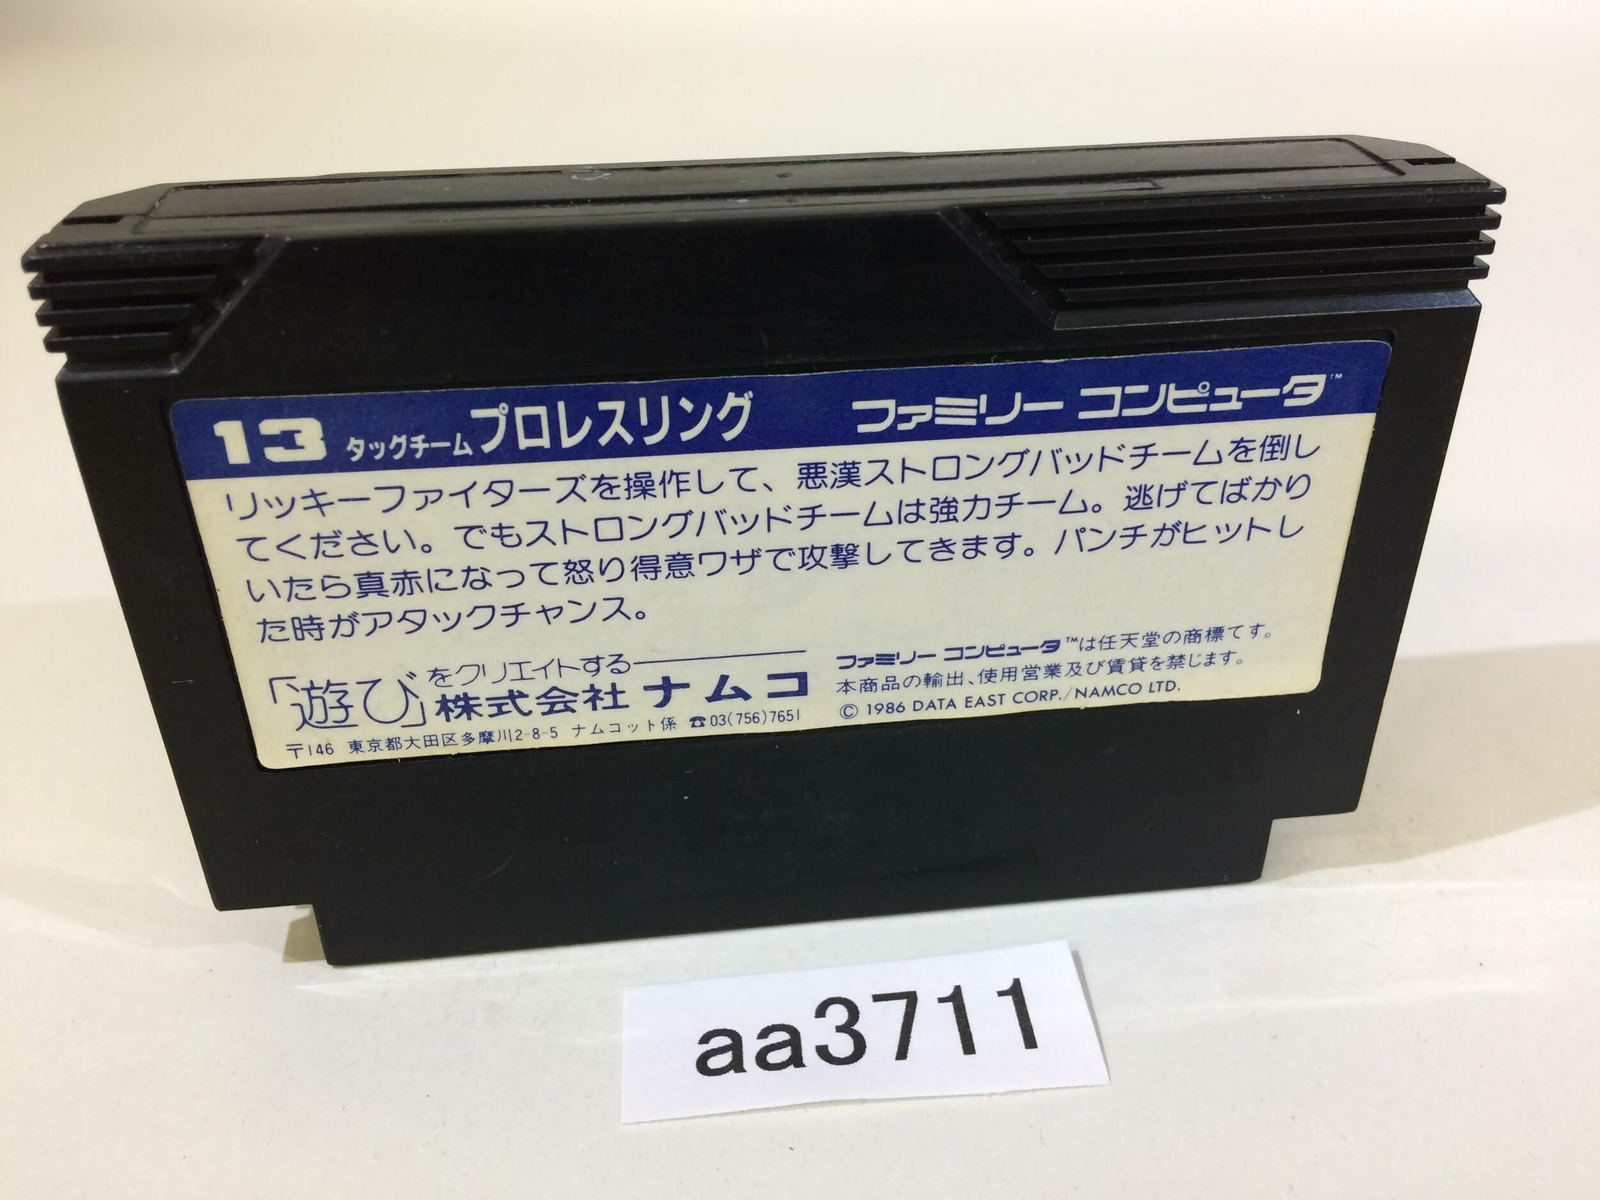 13 タッグチーム プロレスリング ファミリー コンピュータ™
リッキーファイターズを操作して、悪漢ストロングバッドチームを倒し
てください。でもストロングバッドチームは強力チーム。逃げてばかり
いたら真赤になって怒り得意ワザで攻撃してきます。パンチがヒットし
た時がアタックチャンス。
「遊び」をクリエイトする
株式会社 ナムコ
〒146 東京都大田区多摩川2-8-5 ナムコット係 ☎03(756)7651
ファミリー コンピュータ™は任天堂の商標です。
本商品の輸出、使用営業及び賃貸を禁じます。
© 1986 DATA EAST CORP./NAMCO LTD.
aa3711